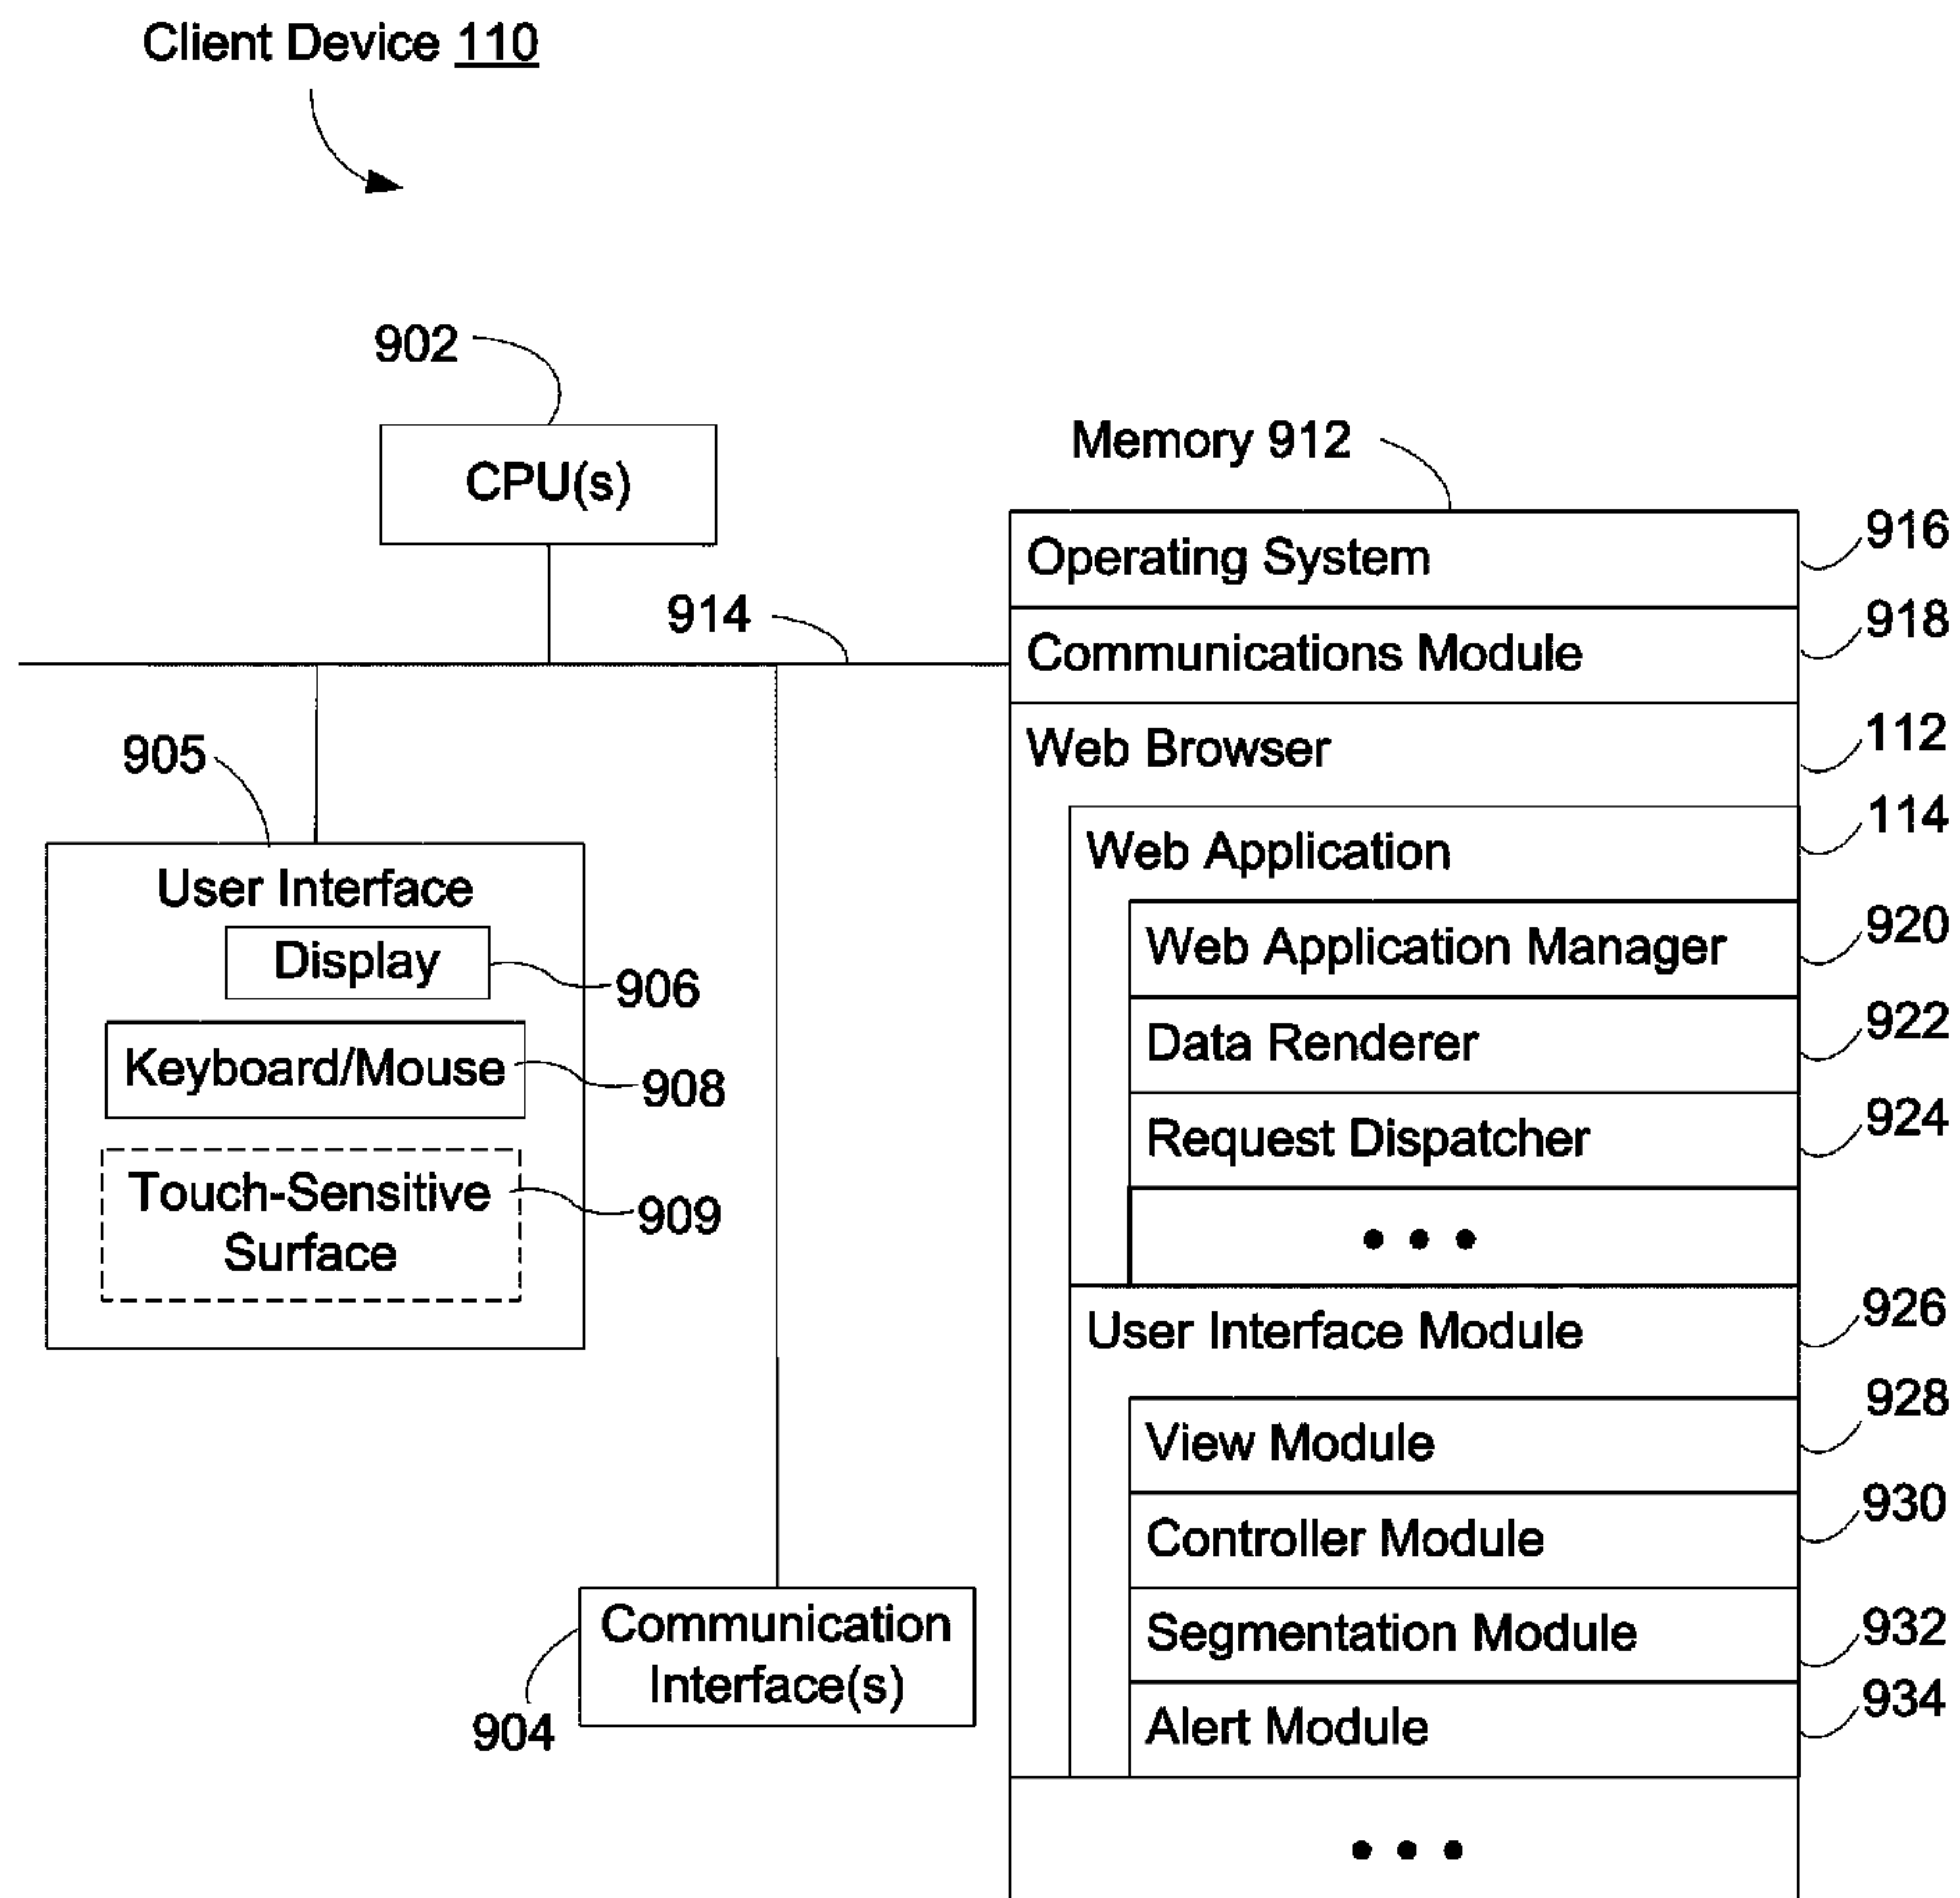 Client Device 110
902
CPU(s)
914
905
User Interface
Display
906
Keyboard/Mouse
908
Touch-Sensitive
Surface
909
Communication
Interface(s)
904
Memory 912
Operating System
916
Communications Module
918
Web Browser
112
Web Application
114
Web Application Manager
920
Data Renderer
922
Request Dispatcher
924
• • •
User Interface Module
926
View Module
928
Controller Module
930
Segmentation Module
932
Alert Module
934
• • •